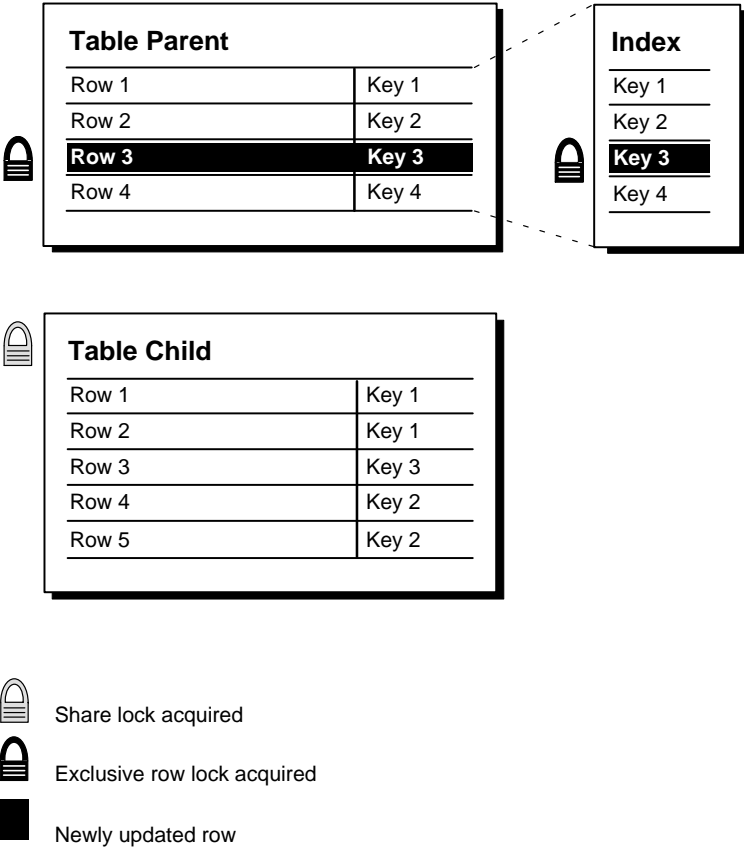 Table Parent
Row 1 Key 1
Row 2 Key 2
Row 3 Key 3
Row 4 Key 4
Index
Key 1
Key 2
Key 3
Key 4
Table Child
Row 1 Key 1
Row 2 Key 1
Row 3 Key 3
Row 4 Key 2
Row 5 Key 2
Share lock acquired
Exclusive row lock acquired
Newly updated row